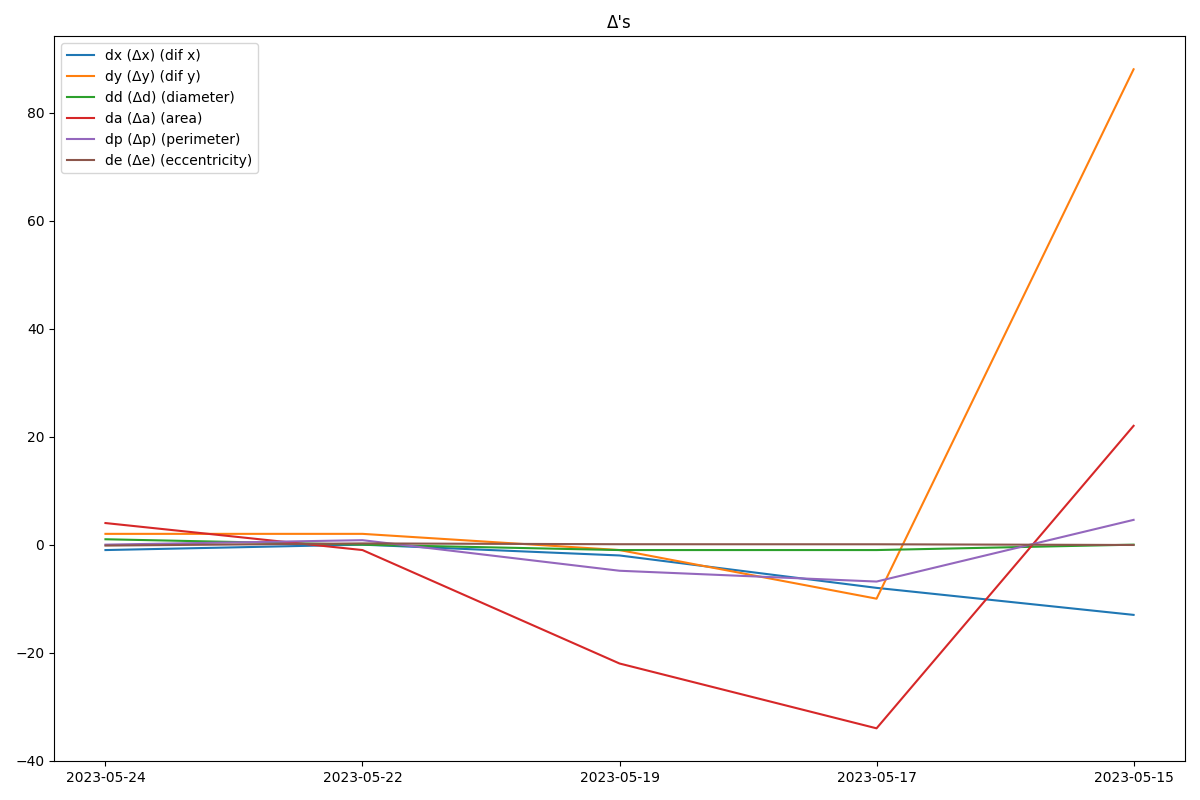 Δ's
dx (Δx) (dif x)
dy (Δy) (dif y)
dd (Δd) (diameter)
da (Δa) (area)
dp (Δp) (perimeter)
de (Δe) (eccentricity)
80
60
40
20
0
−20
−40
2023-05-24 2023-05-22 2023-05-19 2023-05-17 2023-05-15